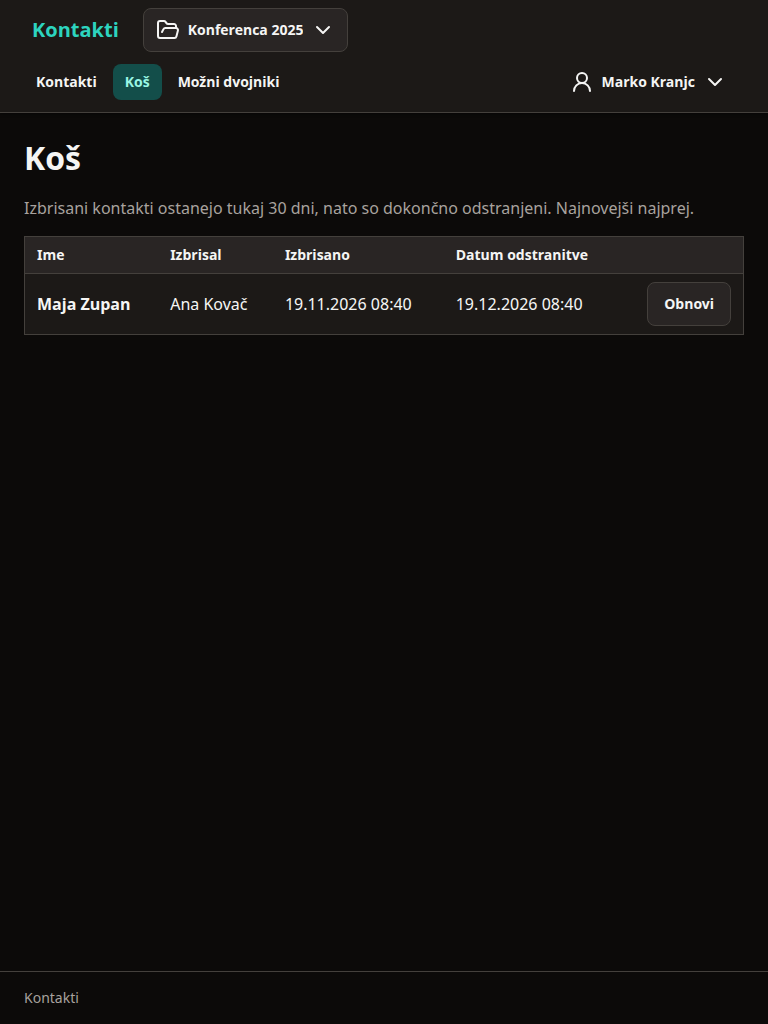 Kontakti
Konferenca 2025
Kontakti
Koš
Možni dvojniki
Marko Kranjc
Koš
Izbrisani kontakti ostanejo tukaj 30 dni, nato so dokončno odstranjeni. Najnovejši najprej.
Ime Izbrisal Izbrisano Datum odstranitve
Maja Zupan Ana Kovač 19.11.2026 08:40 19.12.2026 08:40 Obnovi
Kontakti